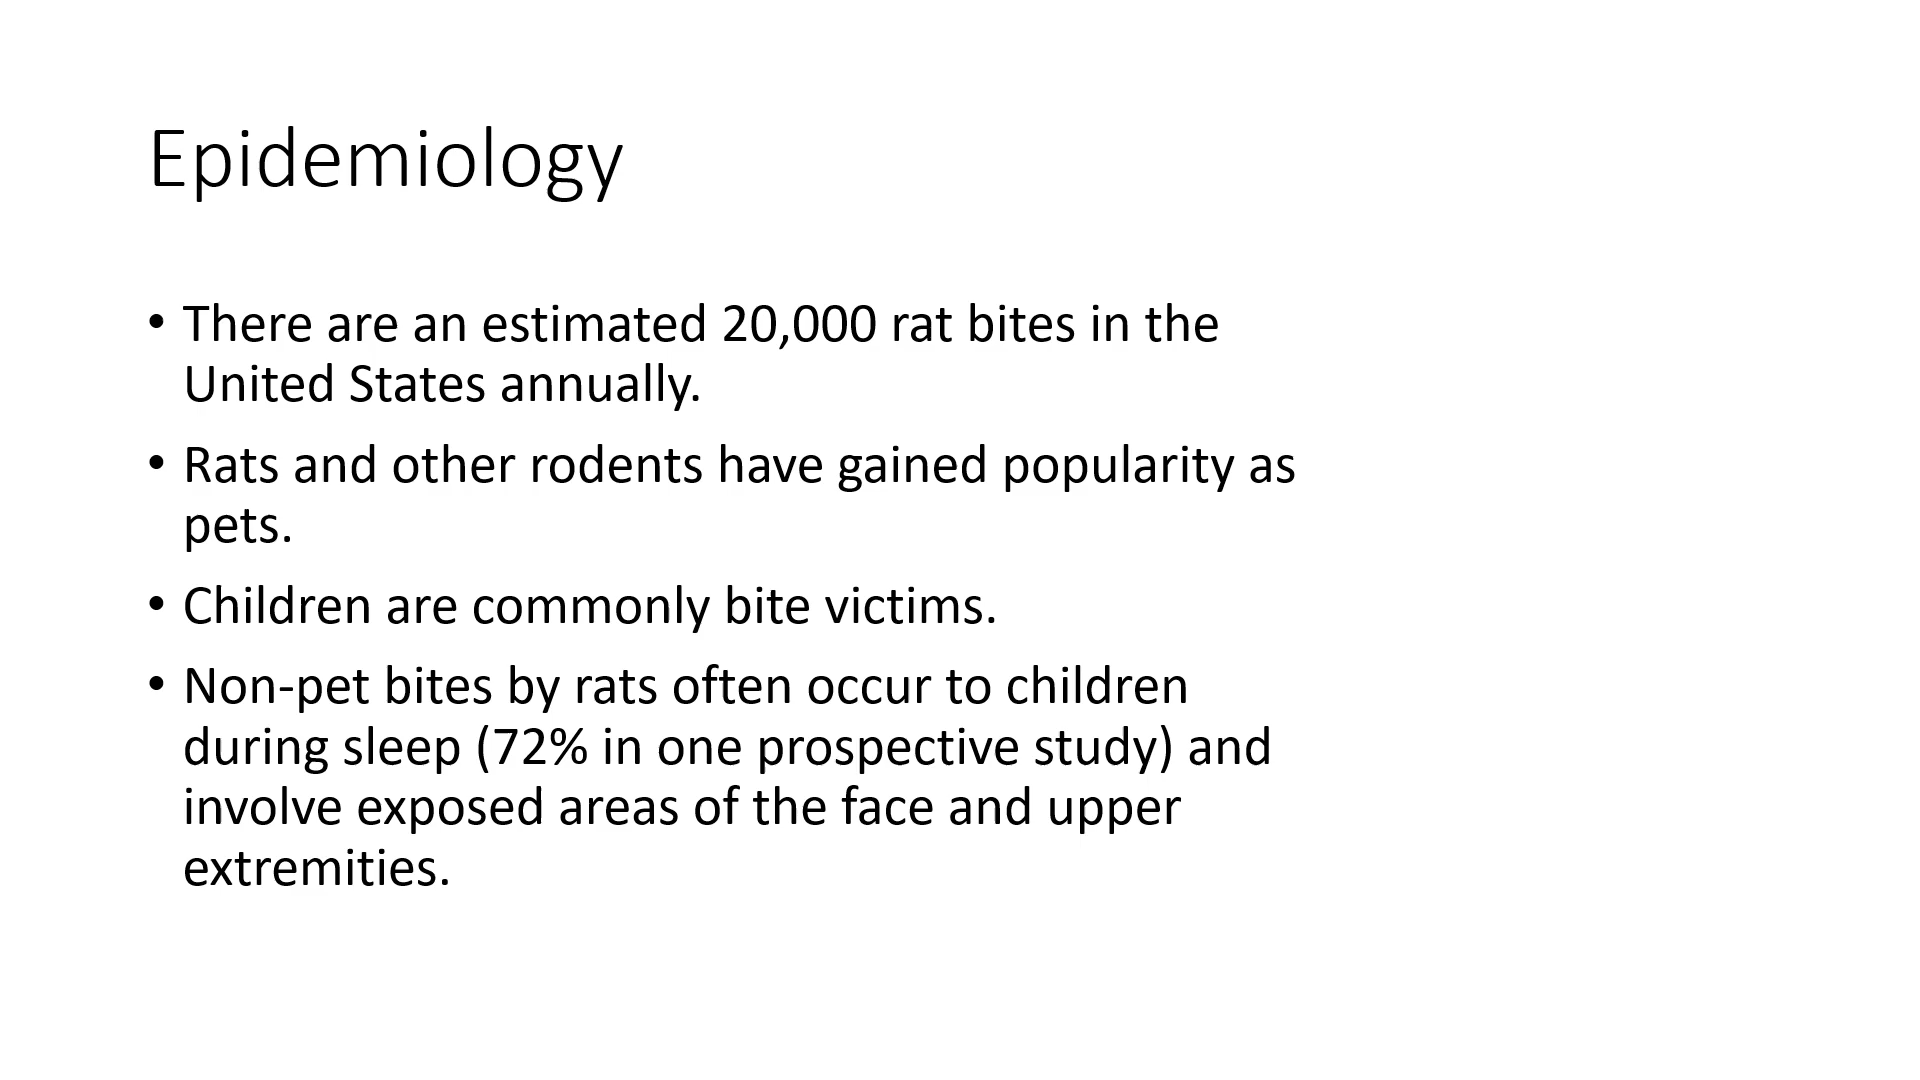 Epidemiology
• There are an estimated 20,000 rat bites in the
United States annually.
• Rats and other rodents have gained popularity as
pets.
• Children are commonly bite victims.
• Non-pet bites by rats often occur to children
during sleep (72% in one prospective study) and
involve exposed areas of the face and upper
extremities.